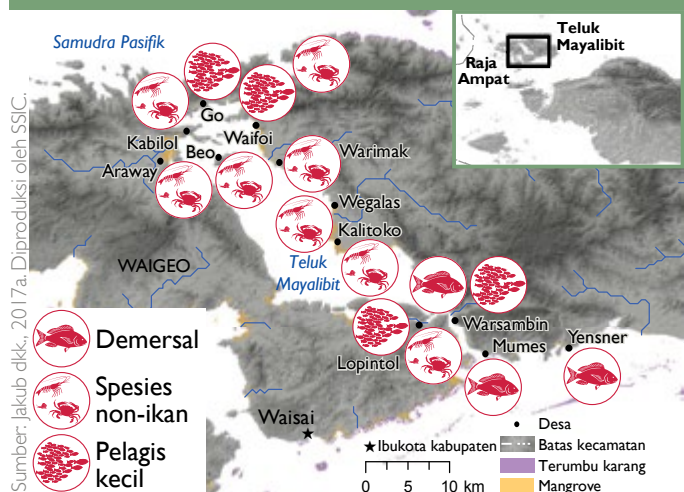 Samudra Pasifik
Teluk
Mayalibit
Raja
Ampat
Go
Kabilol
Waifoi
Beo
Warimak
Araway
Wegalas
Kalitoko
WAIGEO
Teluk
Mayalibit
Warsambin
Yensner
Lopintol
Mumes
Waisai
Demersal
Spesies
non-ikan
Pelagis
kecil
Desa
Ibukota kabupaten
Batas kecamatan
Terumbu karang
Mangrove
0 5 10 km
Sumber: Jakub dkk., 2017a. Diproduksi oleh SSIC.